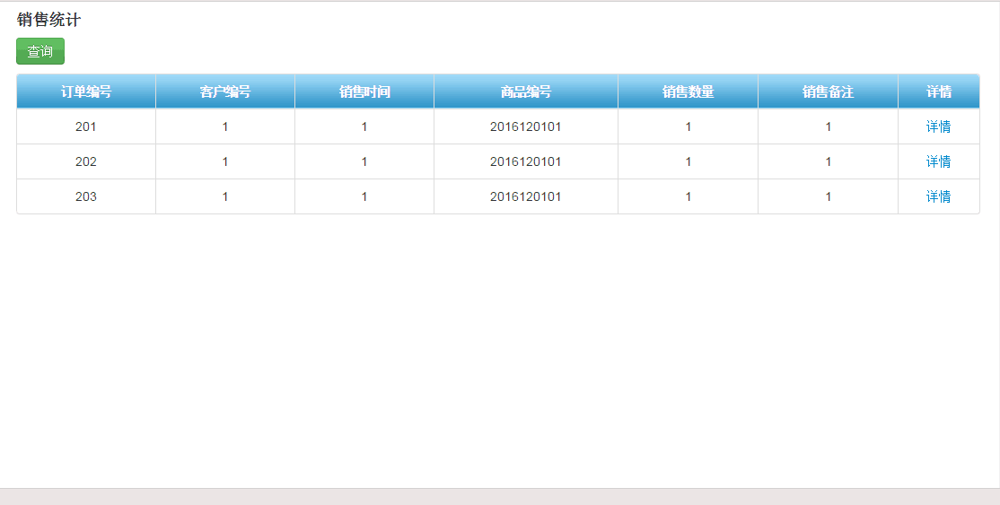 销售统计
查询
订单编号 客户编号 销售时间 商品编号 销售数量 销售备注 详情
201 1 1 2016120101 1 1 详情
202 1 1 2016120101 1 1 详情
203 1 1 2016120101 1 1 详情